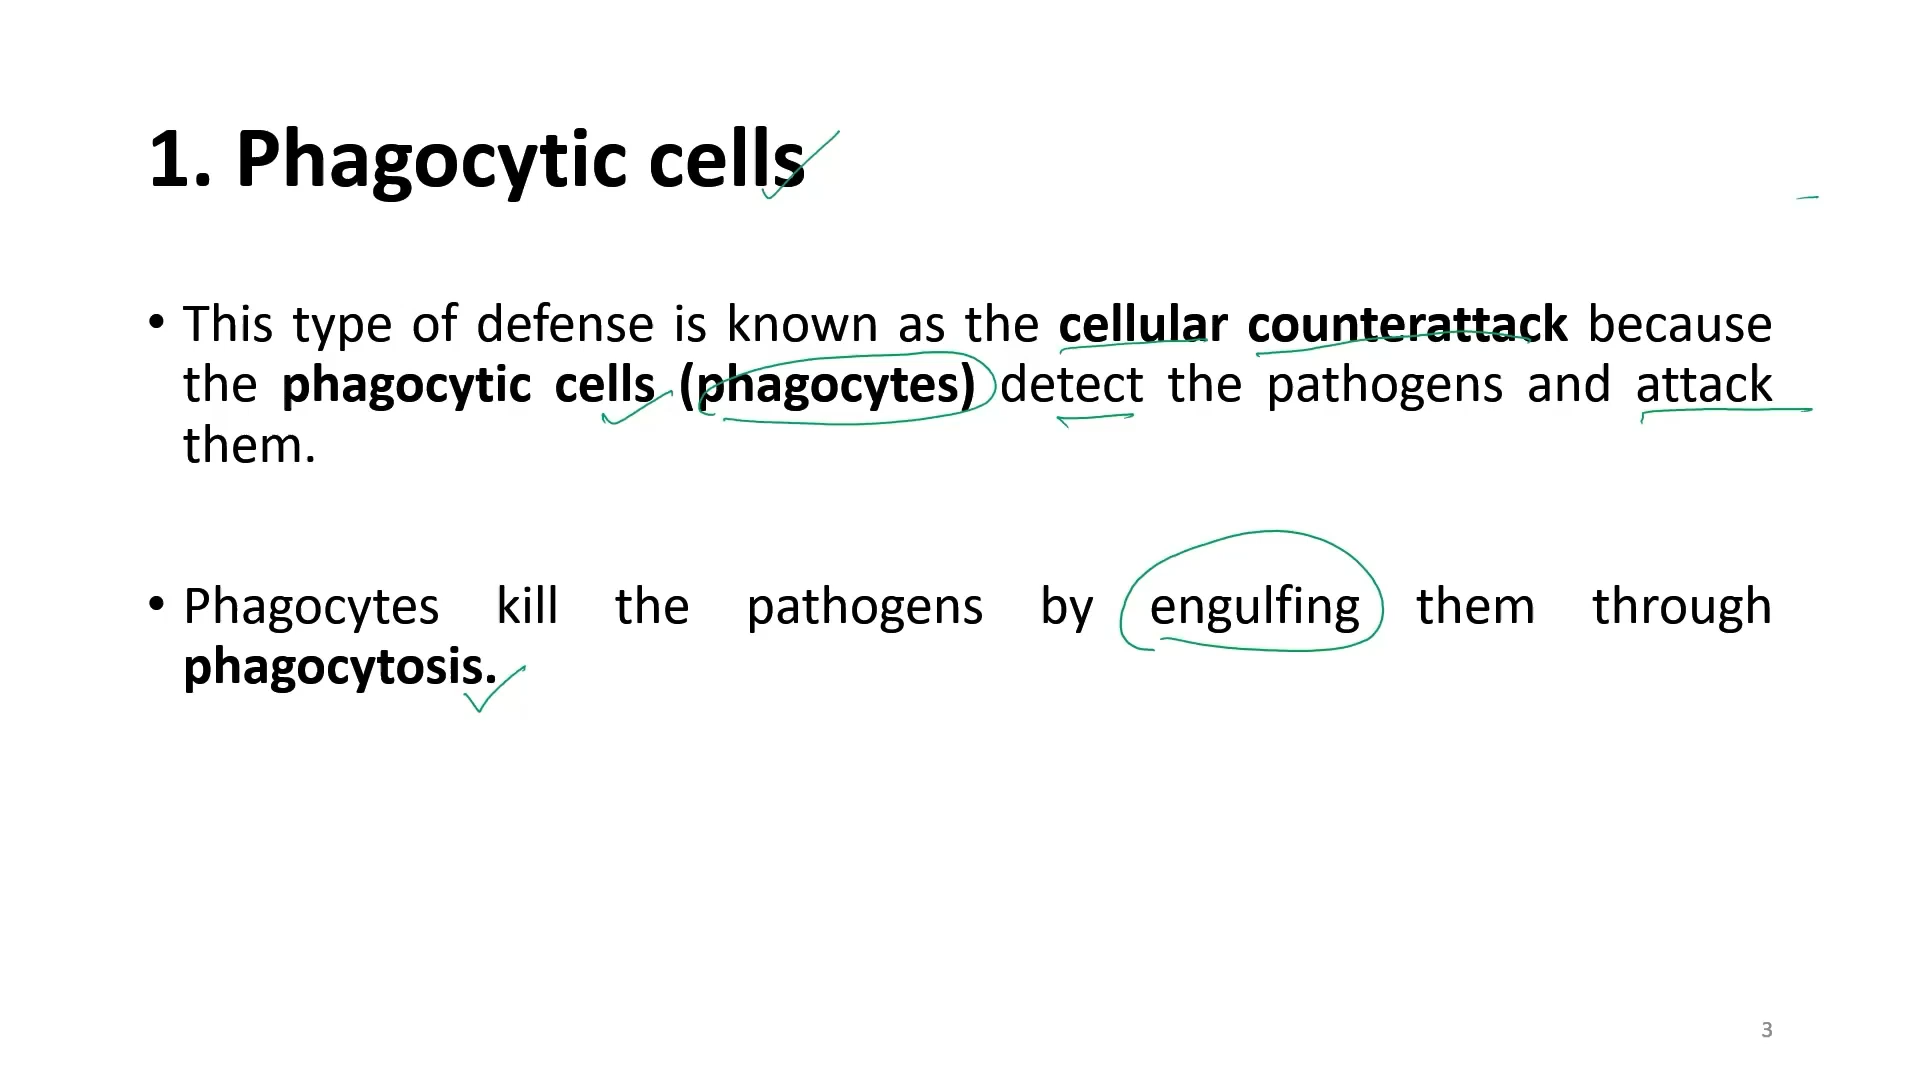 1. Phagocytic cells
• This type of defense is known as the cellular counterattack because
the phagocytic cells (phagocytes) detect the pathogens and attack
them.
• Phagocytes kill the pathogens by engulfing them through
phagocytosis.
3